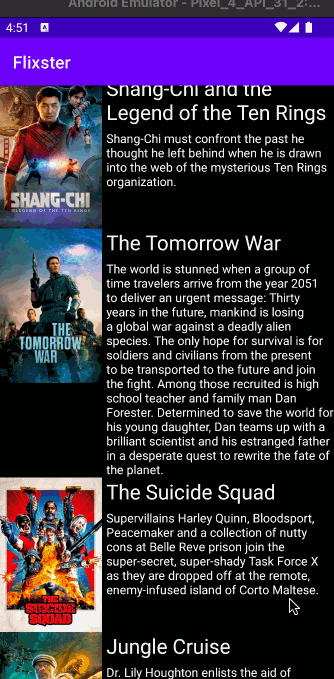 Android Emulator - Pixel_4_API_31_2:...
4:51 A
Flixster
Shang-Chi and the
Legend of the Ten Rings
Shang-Chi must confront the past he
thought he left behind when he is drawn
into the web of the mysterious Ten Rings
organization.
SHANG-CHI
LEGEND OF THE TEN RINGS
The Tomorrow War
The world is stunned when a group of
time travelers arrive from the year 2051
to deliver an urgent message: Thirty
years in the future, mankind is losing
a global war against a deadly alien
species. The only hope for survival is for
soldiers and civilians from the present
to be transported to the future and join
the fight. Among those recruited is high
school teacher and family man Dan
Forester. Determined to save the world for
his young daughter, Dan teams up with a
brilliant scientist and his estranged father
in a desperate quest to rewrite the fate of
the planet.
THE
TOMORROW
WAR
The Suicide Squad
Supervillains Harley Quinn, Bloodsport,
Peacemaker and a collection of nutty
cons at Belle Reve prison join the
super-secret, super-shady Task Force X
as they are dropped off at the remote,
enemy-infused island of Corto Maltese.
THE
SUICIDE
SQUAD
Jungle Cruise
Dr. Lily Houghton enlists the aid of